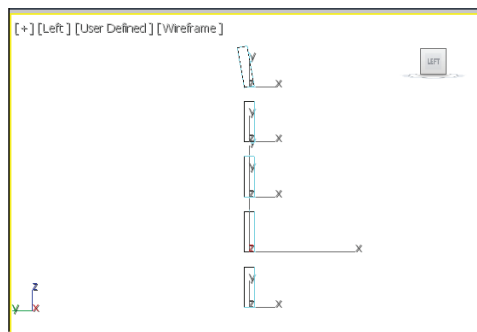 [+] [Left] [User Defined] [Wireframe]
LEFT
y
z x
y
z x
y
y
z x
z x
y
z x
z
y x